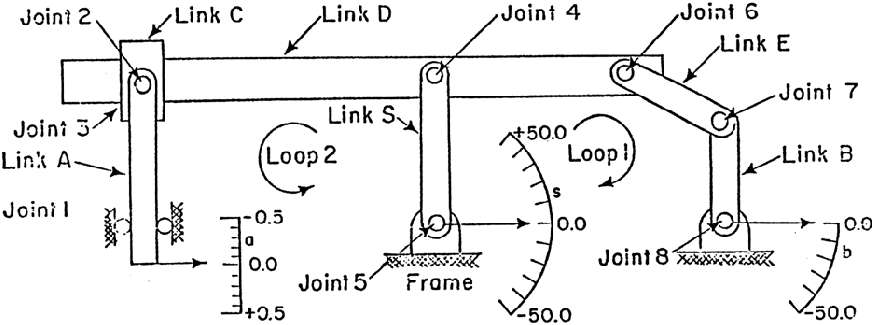 Joint 2
Link C
Link D
Joint 4
Joint 6
Link E
Joint 3
Link A
Link S
Joint 7
Loop 2
Loop 1
Link B
Joint 1
+50.0
s
0.0
-50.0
-0.5
a
0.0
+0.5
Joint 5
Frame
Joint 8
0.0
b
-50.0